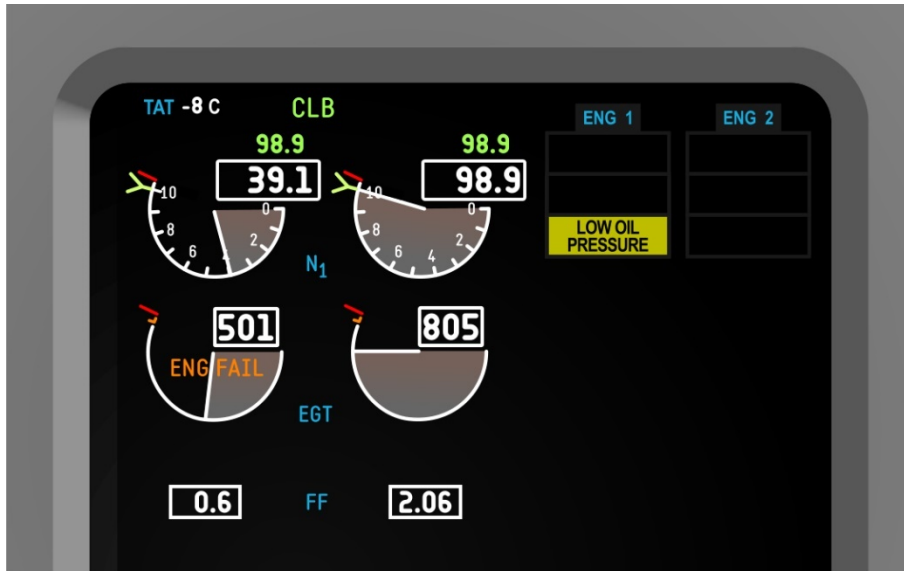 TAT -8 C
CLB
ENG 1
ENG 2
98.9
98.9
39.1
98.9
10
8
6
4
2
0
10
8
6
4
2
0
LOW OIL
PRESSURE
N1
501
805
ENG FAIL
EGT
0.6
FF
2.06